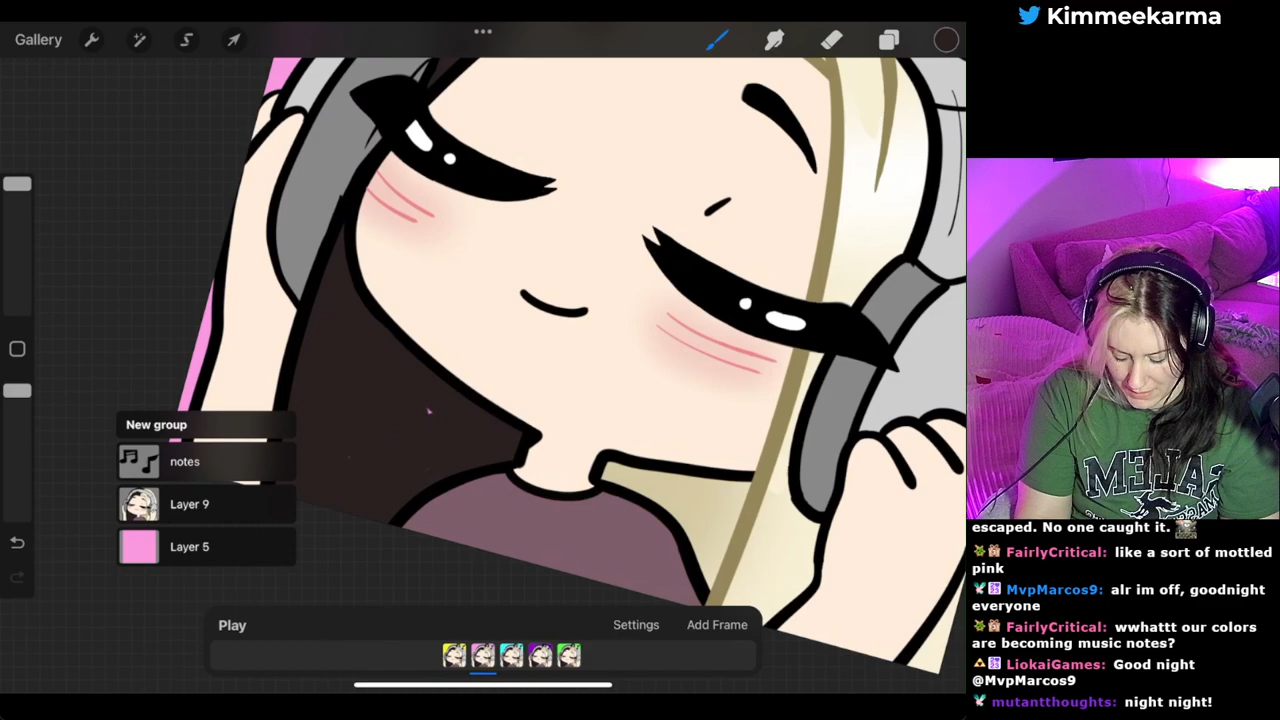 Kimmeekarma
Gallery
New group
notes
Layer 9
Layer 5
Play
Settings
Add Frame
escaped. No one caught it.
FairlyCritical: like a sort of mottled
pink
MvpMarcos9: alr im off, goodnight
everyone
FairlyCritical: wwhattt our colors
are becoming music notes?
LiokaiGames: Good night
@MvpMarcos9
mutantthoughts: night night!